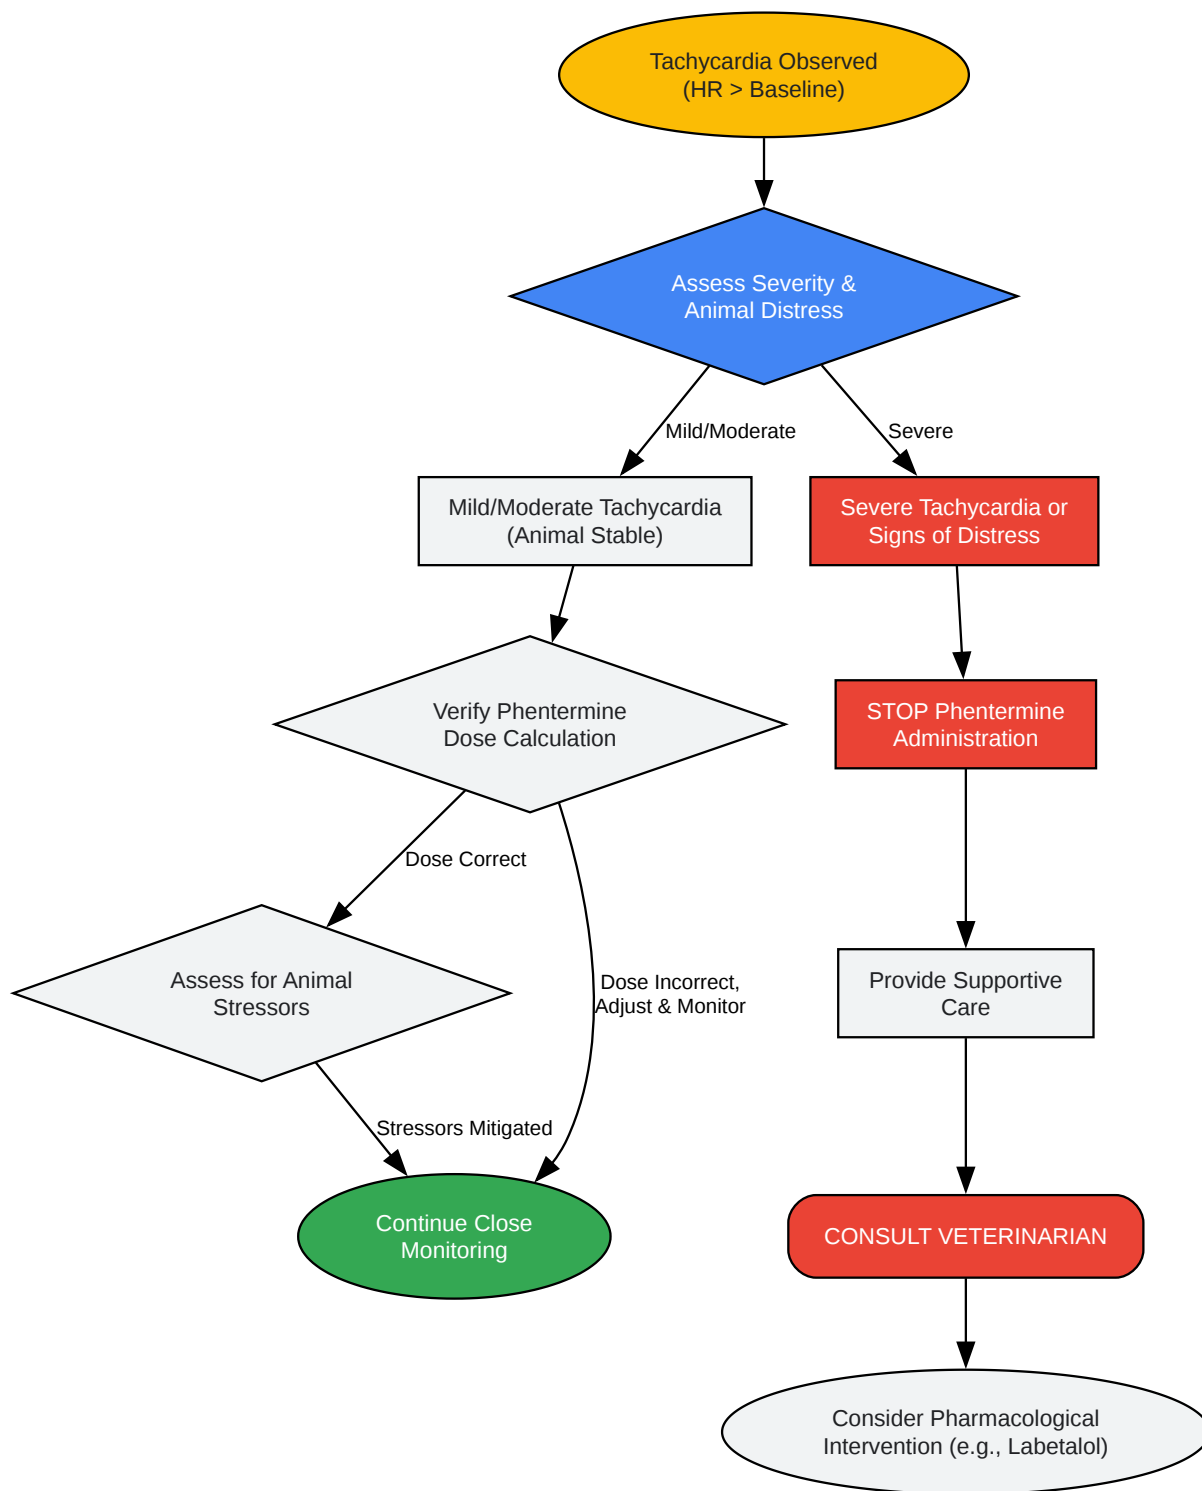 Tachycardia Observed
(HR > Baseline)
Assess Severity &
Animal Distress
Mild/Moderate
Severe
Mild/Moderate Tachycardia
(Animal Stable)
Severe Tachycardia or
Signs of Distress
Verify Phentermine
Dose Calculation
STOP Phentermine
Administration
Dose Correct
Assess for Animal
Stressors
Dose Incorrect,
Adjust & Monitor
Provide Supportive
Care
Stressors Mitigated
Continue Close
Monitoring
CONSULT VETERINARIAN
Consider Pharmacological
Intervention (e.g., Labetalol)